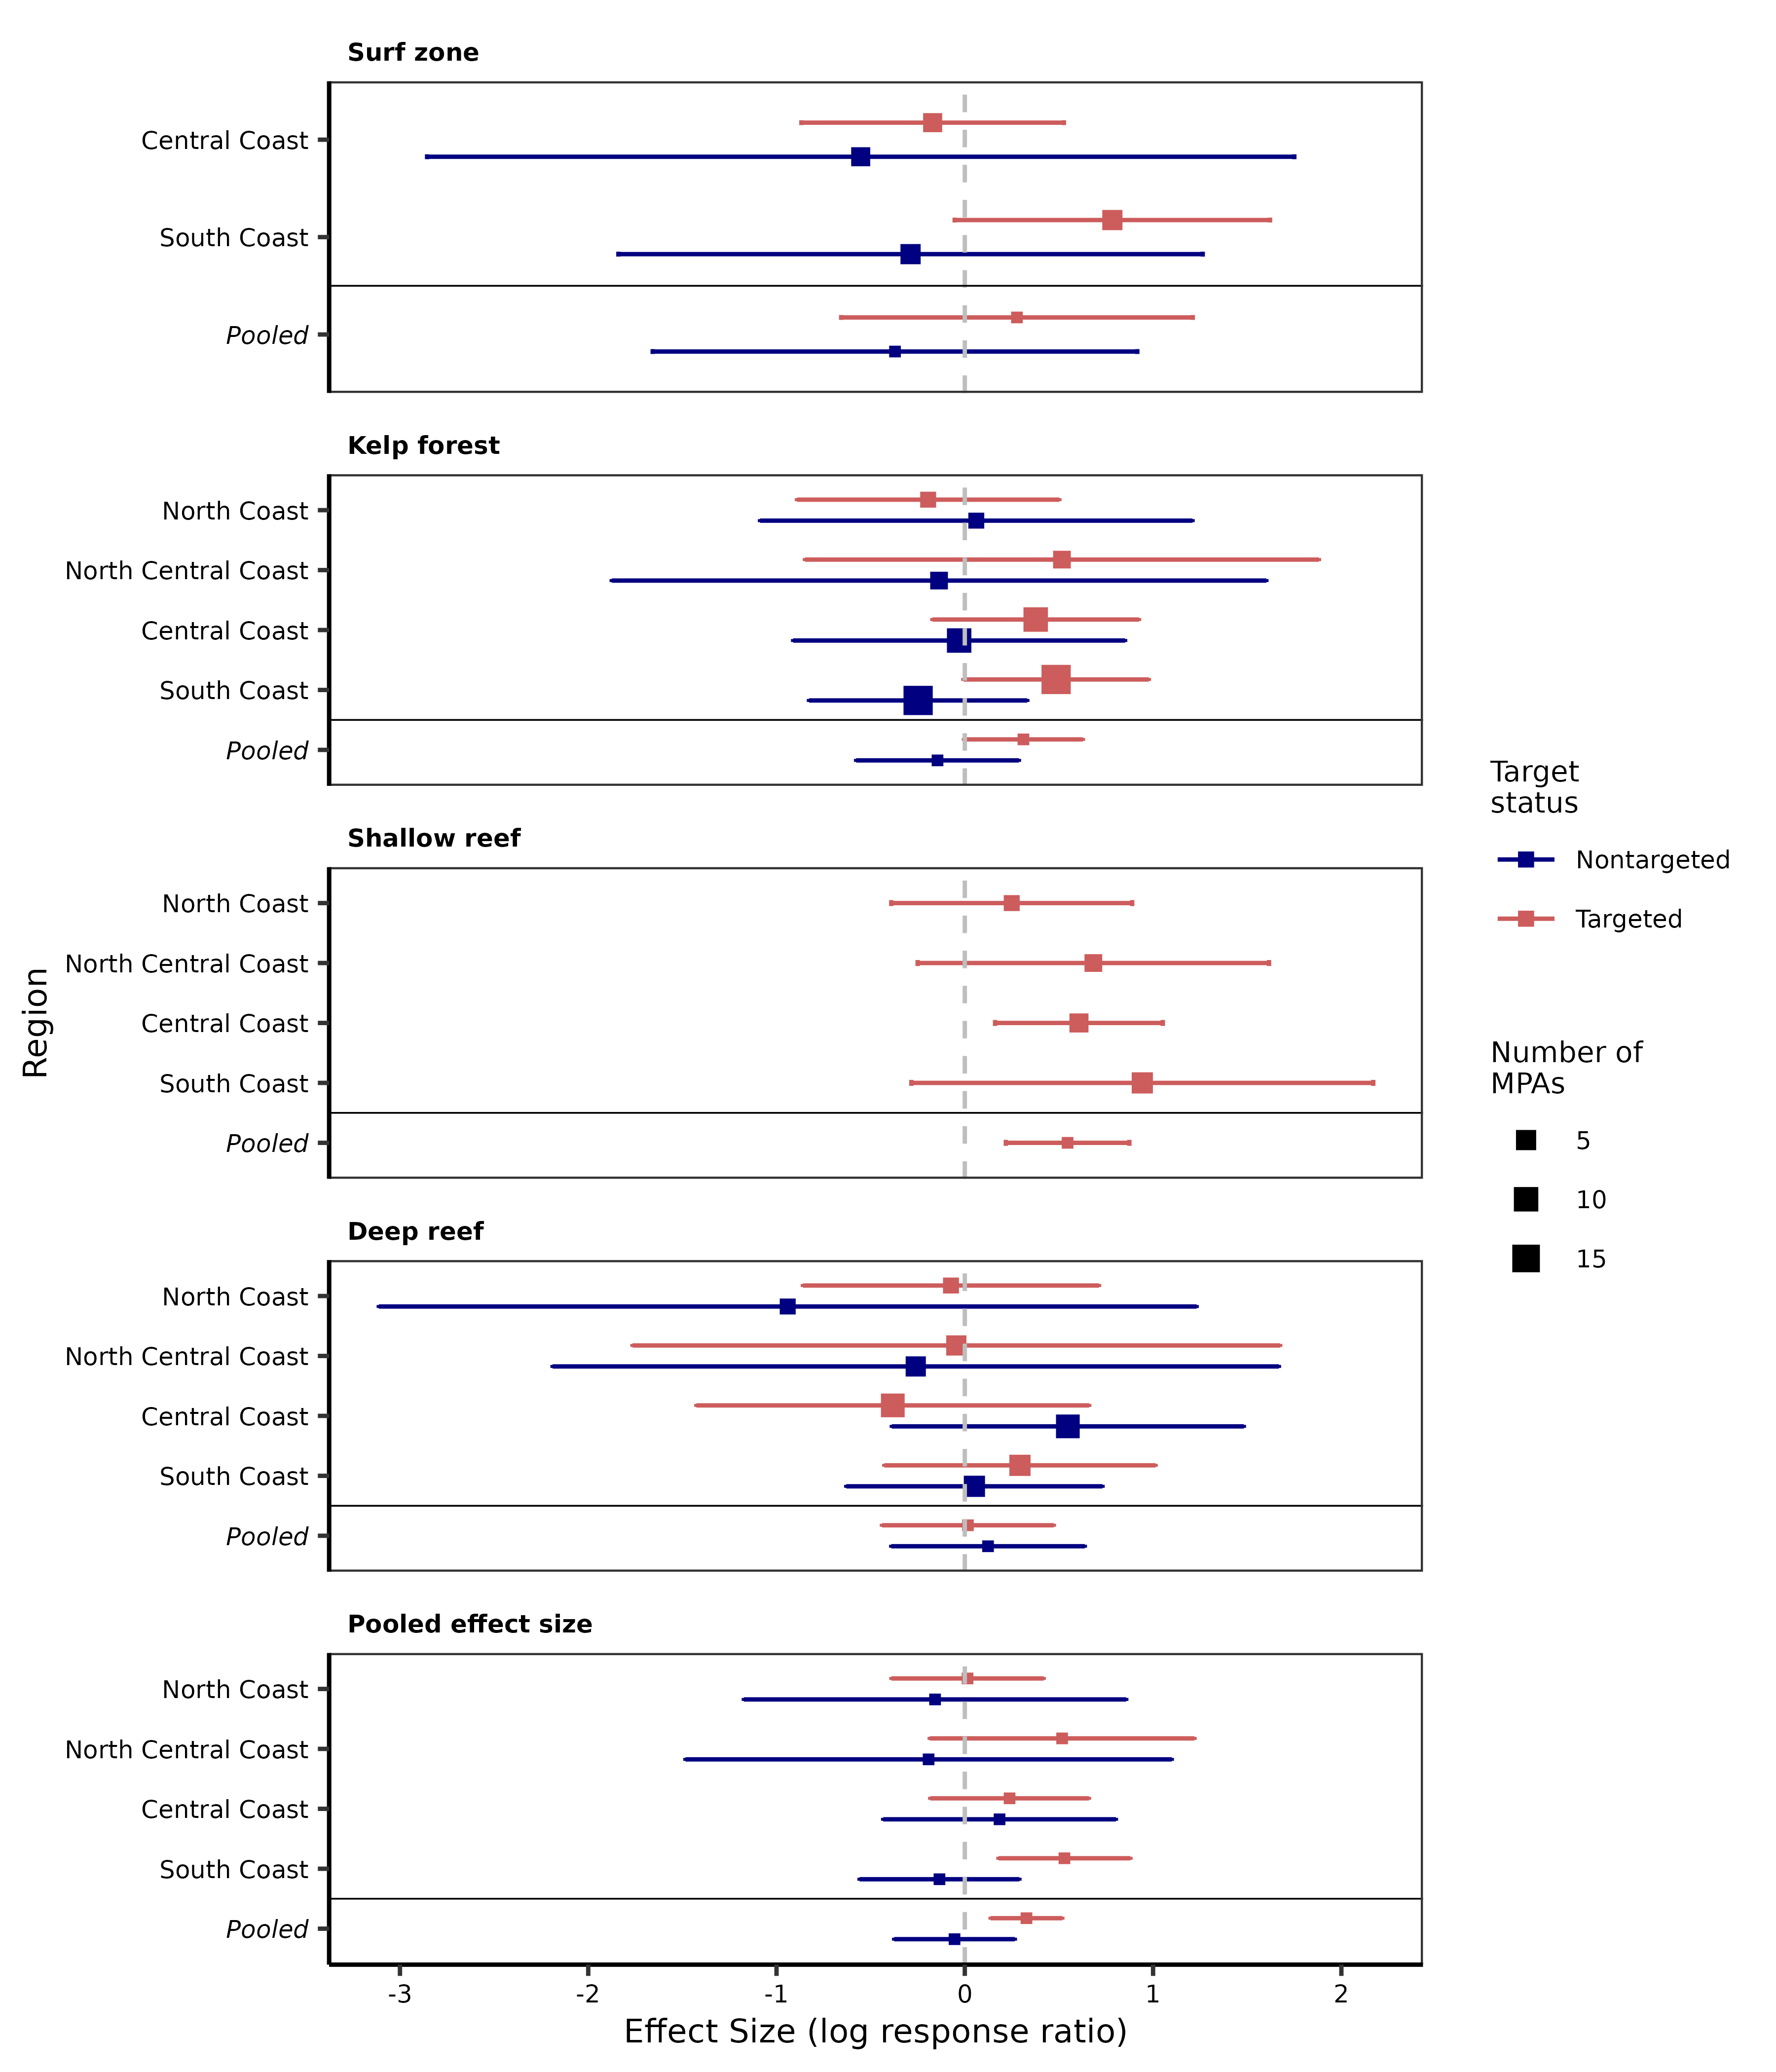 Surf zone
Central Coast
South Coast
Pooled
Kelp forest
North Coast
North Central Coast
Central Coast
South Coast
Pooled
Shallow reef
North Coast
North Central Coast
Central Coast
South Coast
Pooled
Deep reef
North Coast
North Central Coast
Central Coast
South Coast
Pooled
Pooled effect size
North Coast
North Central Coast
Central Coast
South Coast
Pooled
-3 -2 -1 0 1 2
Effect Size (log response ratio)
Region
Target
status
Nontargeted
Targeted
Number of
MPAs
5
10
15